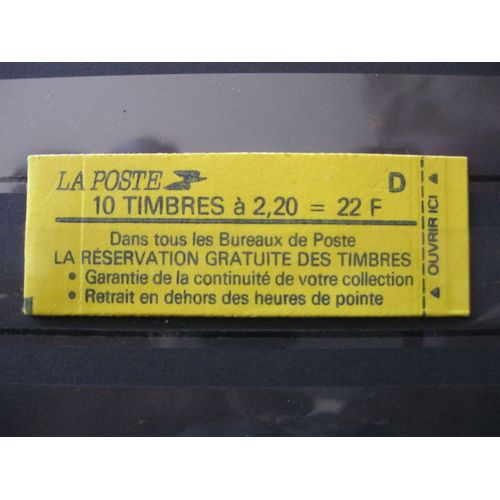 LA POSTE D
10 TIMBRES à 2,20 = 22 F
Dans tous les Bureaux de Poste
LA RÉSERVATION GRATUITE DES TIMBRES
• Garantie de la continuité de votre collection
• Retrait en dehors des heures de pointe
▲ OUVRIR ICI ▲